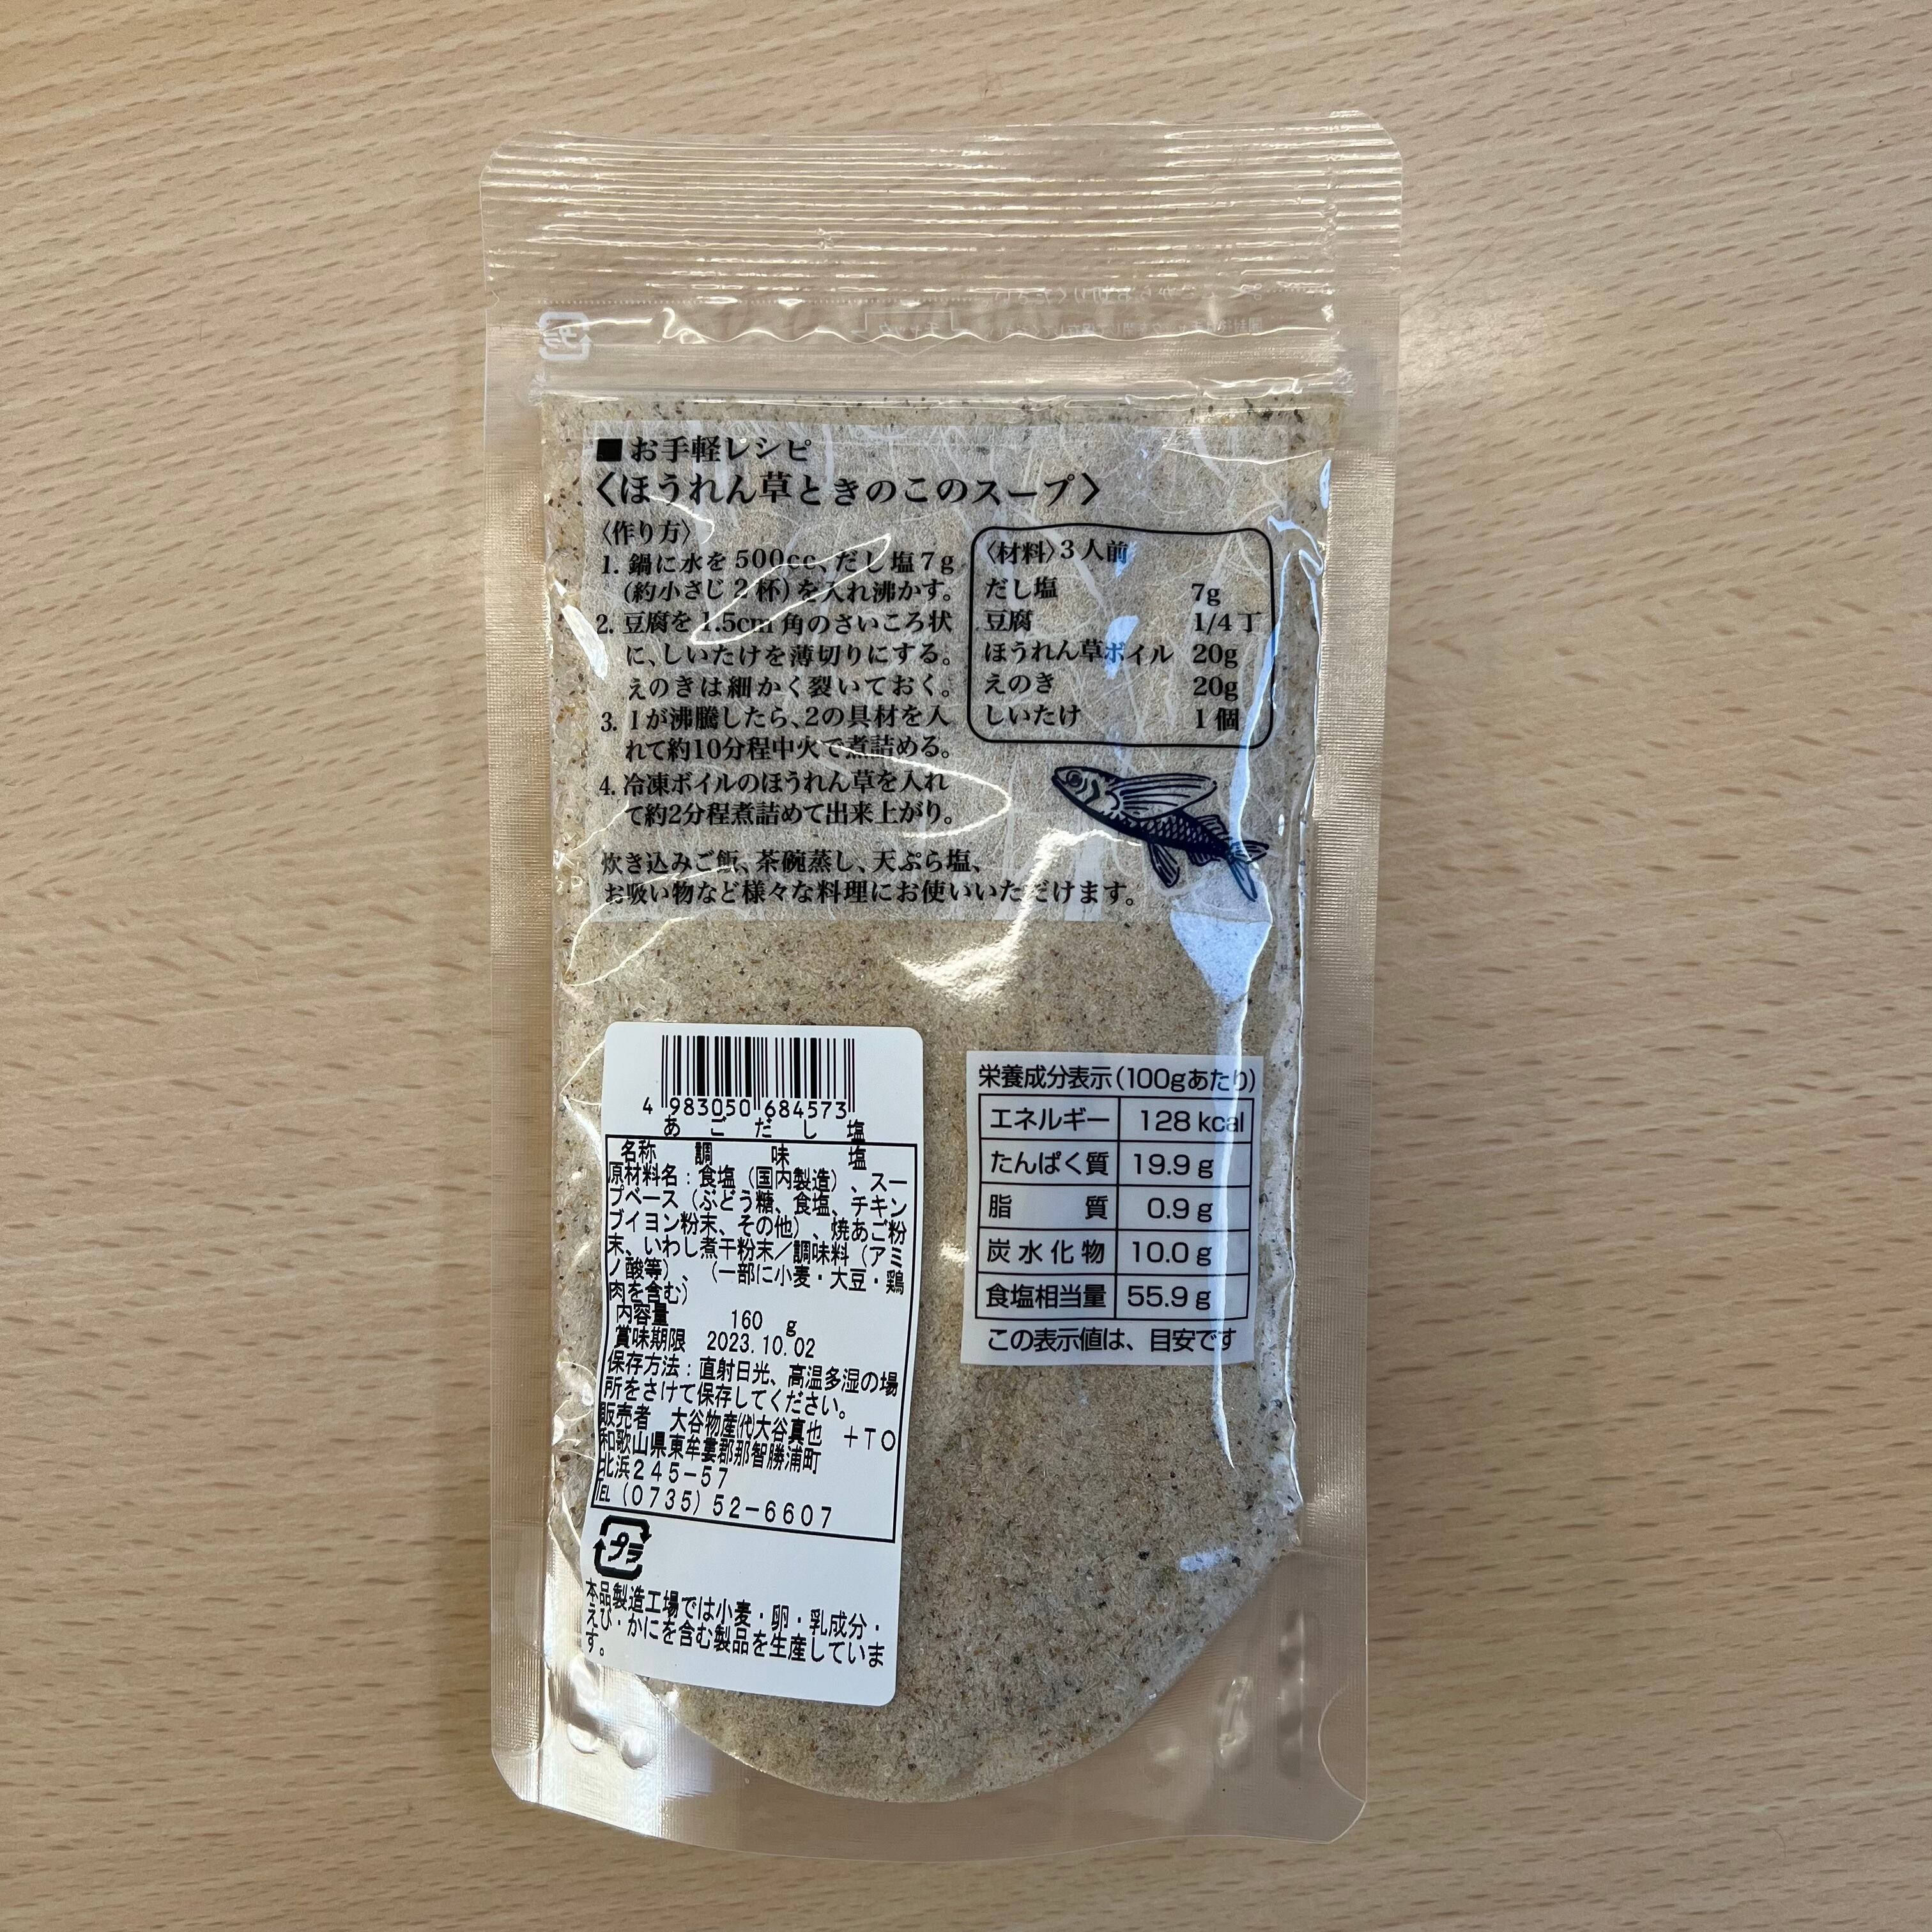 プラ
■お手軽レシピ
〈ほうれん草ときのこのスープ〉
〈作り方〉
1. 鍋に水を500cc、だし塩7g
(約小さじ2杯)を入れ沸かす。
2. 豆腐を1.5cm角のさいころ状
に、しいたけを薄切りにする。
えのきは細かく裂いておく。
3. 1が沸騰したら、2の具材を入
れて約10分程中火で煮詰める。
4. 冷凍ボイルのほうれん草を入れ
て約2分程煮詰めて出来上がり。
〈材料〉3人前
だし塩 7g
豆腐 1/4丁
ほうれん草ボイル 20g
えのき 20g
しいたけ 1個
炊き込みご飯、茶碗蒸し、天ぷら塩、
お吸い物など様々な料理にお使いいただけます。
4 983050 684573
あごだし塩
名称 調味塩
原材料名：食塩（国内製造）、スー
プベース（ぶどう糖、食塩、チキン
ブイヨン粉末、その他）、焼あご粉
末、いわし煮干粉末／調味料（アミ
ノ酸等）、（一部に小麦・大豆・鶏
肉を含む）
内容量 160 g
賞味期限 2023.10.02
保存方法：直射日光、高温多湿の場
所をさけて保存してください。
販売者 大谷物産㈹大谷真也 +TO
和歌山県東牟婁郡那智勝浦町
北浜245-57
TEL (0735) 52-6607
プラ
本品製造工場では小麦・卵・乳成分・
えび・かにを含む製品を生産していま
す。
栄養成分表示(100gあたり)
エネルギー 128 kcal
たんぱく質 19.9 g
脂質 0.9 g
炭水化物 10.0 g
食塩相当量 55.9 g
この表示値は、目安です